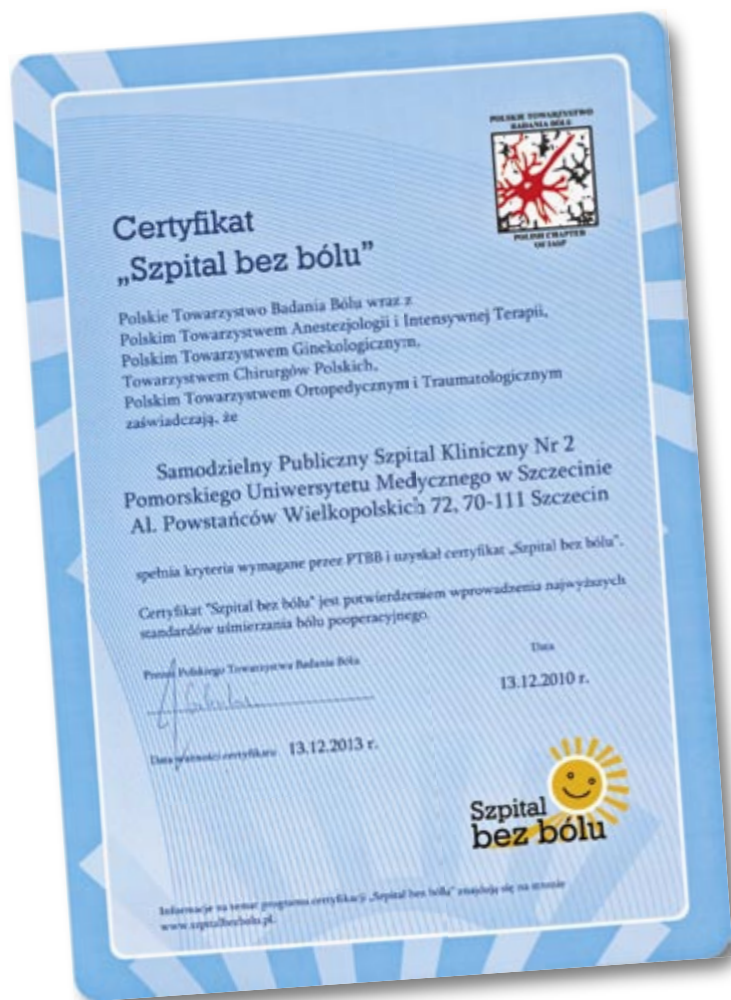 POLSKIE TOWARZYSTWO
BADANIA BÓLU
POLISH CHAPTER
OF IASP
Certyfikat
„Szpital bez bólu”
Polskie Towarzystwo Badania Bólu wraz z
Polskim Towarzystwem Anestezjologii i Intensywnej Terapii,
Polskim Towarzystwem Ginekologicznym,
Towarzystwem Chirurgów Polskich,
Polskim Towarzystwem Ortopedycznym i Traumatologicznym
zaświadczają, że
Samodzielny Publiczny Szpital Kliniczny Nr 2
Pomorskiego Uniwersytetu Medycznego w Szczecinie
Al. Powstańców Wielkopolskich 72, 70-111 Szczecin
spełnia kryteria wymagane przez PTBB i uzyskał certyfikat „Szpital bez bólu”.
Certyfikat "Szpital bez bólu" jest potwierdzeniem wprowadzenia najwyższych
standardów uśmierzania bólu pooperacyjnego.
Prezes Polskiego Towarzystwa Badania Bólu
Data
13.12.2010 r.
Data ważności certyfikatu 13.12.2013 r.
Szpital
bez bólu
Informacje na temat programu certyfikacji „Szpital bez bólu” znajdują się na stronie
www.szpitalbezbolu.pl.